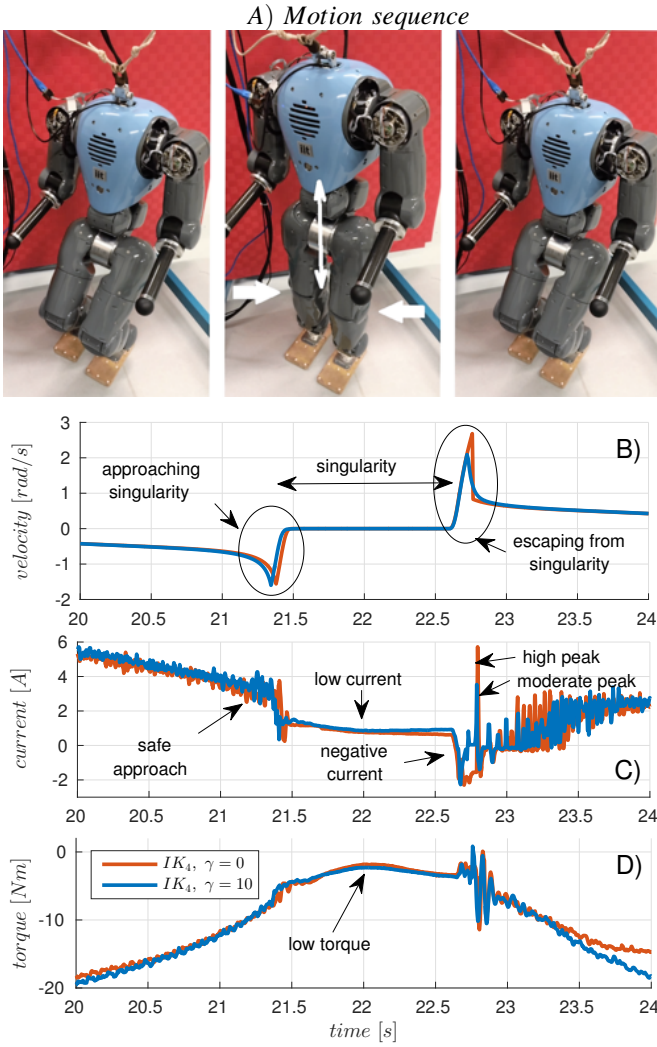 A) Motion sequence
iit
3
2
1
0
-1
-2
velocity [rad/s]
B)
approaching
singularity
singularity
escaping from
singularity
20 20.5 21 21.5 22 22.5 23 23.5 24
6
4
2
0
-2
current [A]
C)
high peak
moderate peak
low current
safe
approach
negative
current
20 20.5 21 21.5 22 22.5 23 23.5 24
0
-10
-20
torque [Nm]
D)
IK₄, γ = 0
IK₄, γ = 10
low torque
20 20.5 21 21.5 22 22.5 23 23.5 24
time [s]